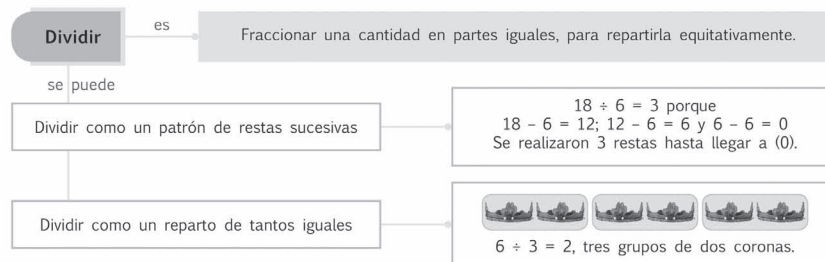 Dividir
es
Fraccionar una cantidad en partes iguales, para repartirla equitativamente.
se puede
Dividir como un patrón de restas sucesivas
18 ÷ 6 = 3 porque
18 – 6 = 12; 12 – 6 = 6 y 6 – 6 = 0
Se realizaron 3 restas hasta llegar a (0).
Dividir como un reparto de tantos iguales
6 ÷ 3 = 2, tres grupos de dos coronas.